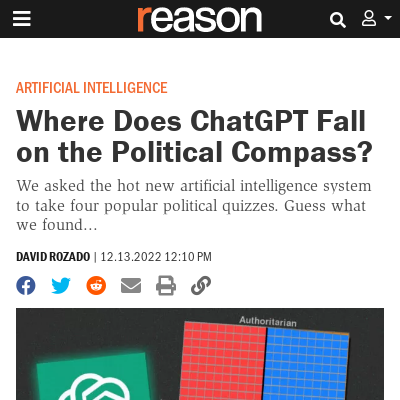 reason
ARTIFICIAL INTELLIGENCE
Where Does ChatGPT Fall
on the Political Compass?
We asked the hot new artificial intelligence system
to take four popular political quizzes. Guess what
we found…
DAVID ROZADO | 12.13.2022 12:10 PM
Authoritarian